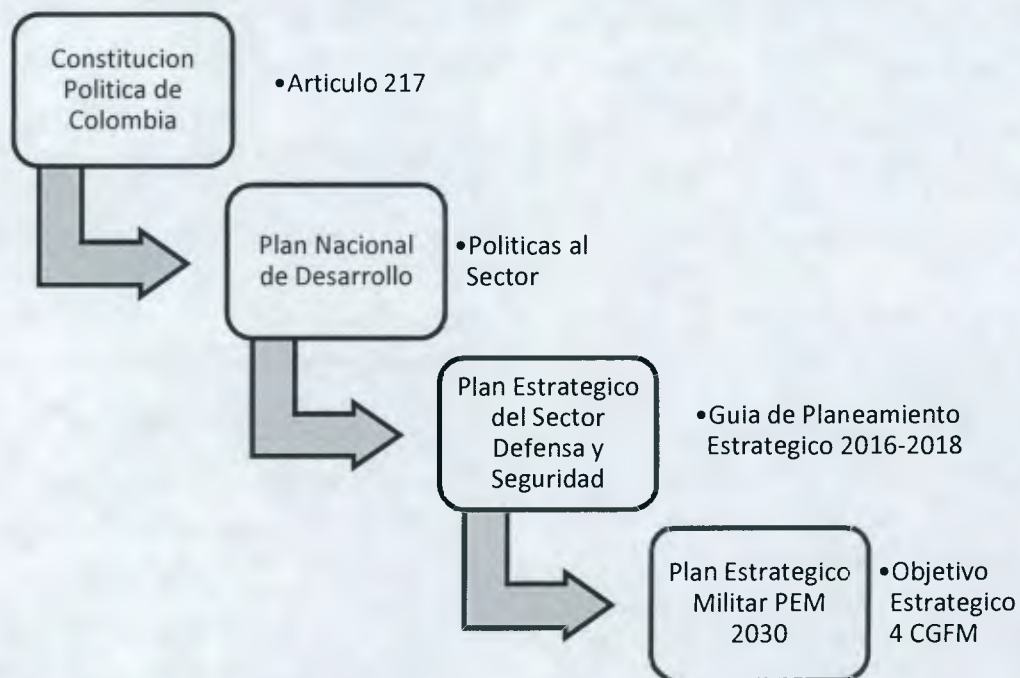 Constitucion
Politica de
Colombia
•Articulo 217
Plan Nacional
de Desarrollo
•Politicas al
Sector
Plan Estrategico
del Sector
Defensa y
Seguridad
•Guia de Planeamiento
Estrategico 2016-2018
Plan Estrategico
Militar PEM
2030
•Objetivo
Estrategico
4 CGFM